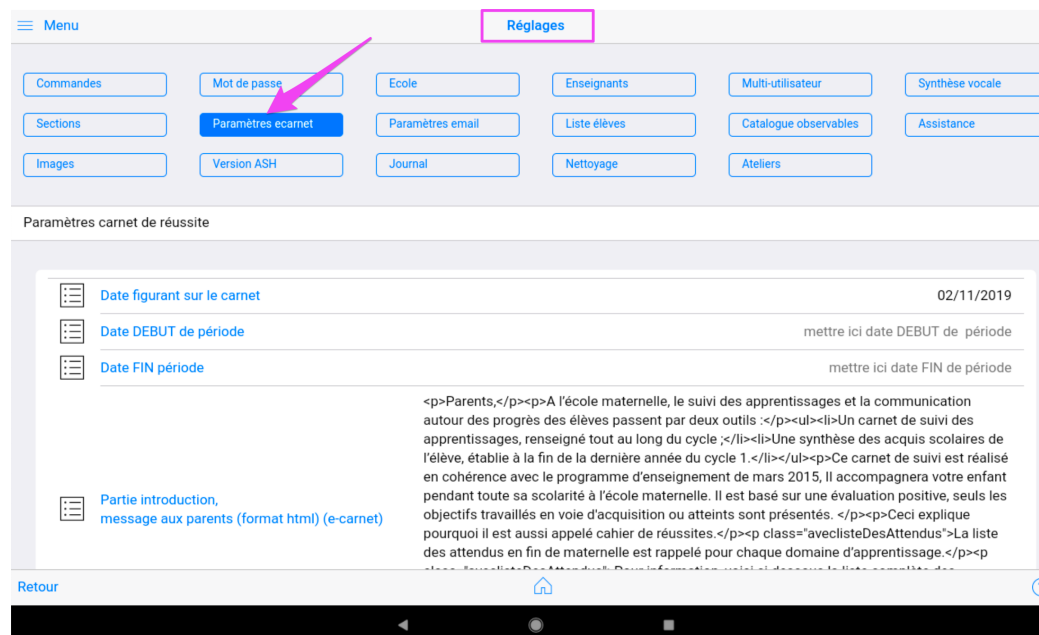 Menu
Réglages
Commandes
Mot de passe
Ecole
Enseignants
Multi-utilisateur
Synthèse vocale
Sections
Paramètres ecarnet
Paramètres email
Liste élèves
Catalogue observables
Assistance
Images
Version ASH
Journal
Nettoyage
Ateliers
Paramètres carnet de réussite
Date figurant sur le carnet
02/11/2019
Date DEBUT de période
mettre ici date DEBUT de  période
Date FIN période
mettre ici date FIN de période
Partie introduction,
message aux parents (format html) (e-carnet)
<p>Parents,</p><p>A l’école maternelle, le suivi des apprentissages et la communication
autour des progrès des élèves passent par deux outils :</p><ul><li>Un carnet de suivi des
apprentissages, renseigné tout au long du cycle ;</li><li>Une synthèse des acquis scolaires de
l’élève, établie à la fin de la dernière année du cycle 1.</li></ul><p>Ce carnet de suivi est réalisé
en cohérence avec le programme d’enseignement de mars 2015, Il accompagnera votre enfant
pendant toute sa scolarité à l’école maternelle. Il est basé sur une évaluation positive, seuls les
objectifs travaillés en voie d'acquisition ou atteints sont présentés. </p><p>Ceci explique
pourquoi il est aussi appelé cahier de réussites.</p><p class="aveclisteDesAttendus">La liste
des attendus en fin de maternelle est rappelé pour chaque domaine d’apprentissage.</p><p
Retour